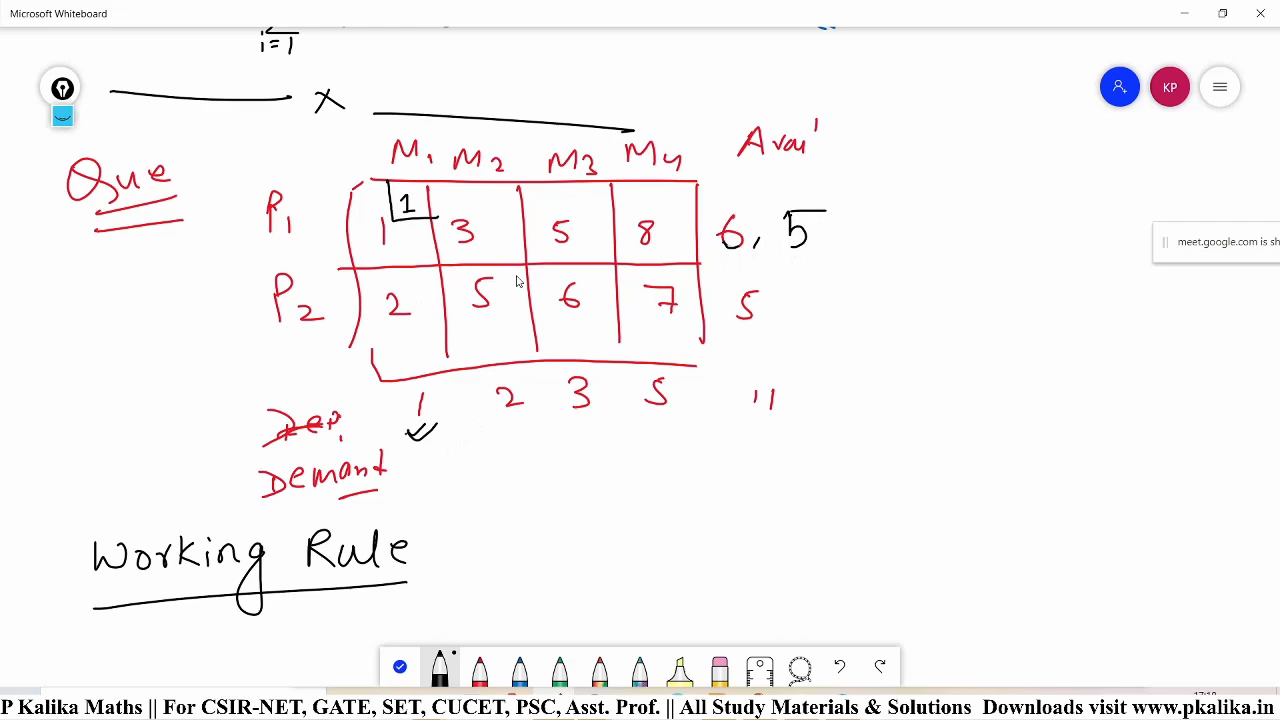 Microsoft Whiteboard
i=1
x
KP
Que
M1 M2 M3 M4 Avai
P1 1 1 3 5 8 6, 5
meet.google.com is sh
P2 2 5 6 7 5
1 2 3 5 11
Demant
Working Rule
P Kalika Maths || For CSIR-NET, GATE, SET, CUCET, PSC, Asst. Prof. || All Study Materials & Solutions Downloads visit www.pkalika.in